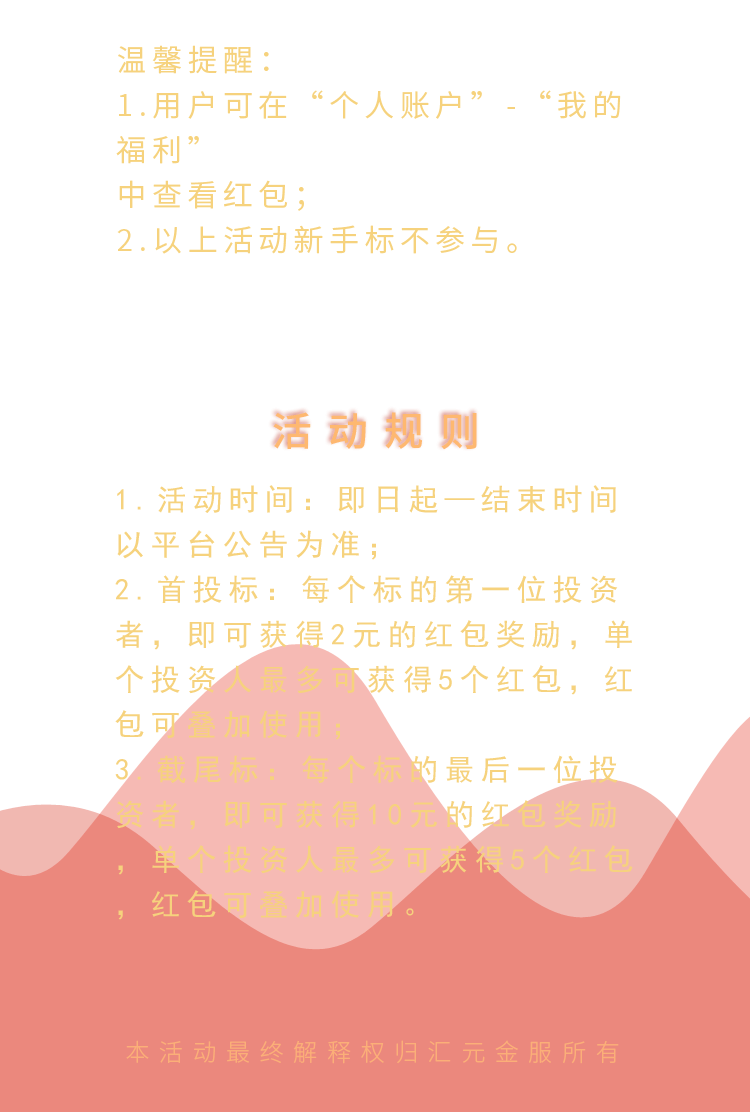 温馨提醒：
1.用户可在“个人账户”-“我的
福利”
中查看红包；
2.以上活动新手标不参与。
活动规则
1. 活动时间：即日起—结束时间
以平台公告为准；
2. 首投标：每个标的第一位投资
者，即可获得2元的红包奖励，单
个投资人最多可获得5个红包，红
包可叠加使用；
3. 截尾标：每个标的最后一位投
资者，即可获得10元的红包奖励
，单个投资人最多可获得5个红包
，红包可叠加使用。
本活动最终解释权归汇元金服所有